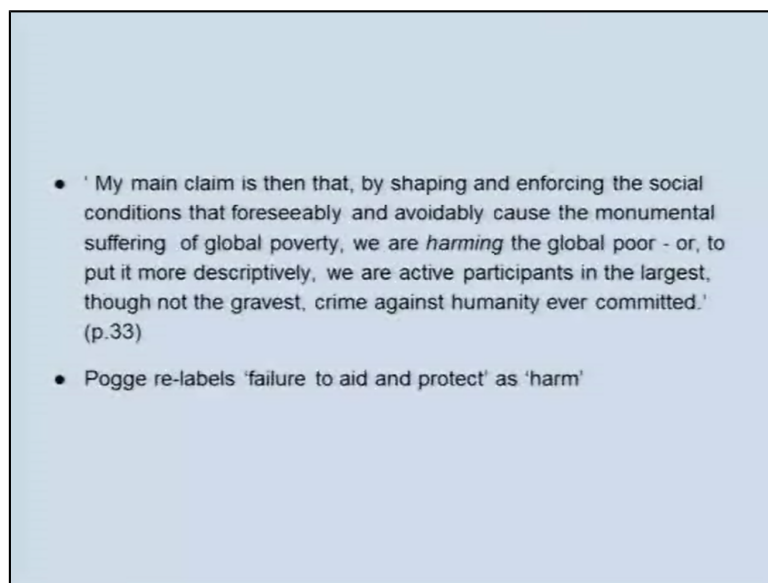 • ' My main claim is then that, by shaping and enforcing the social
conditions that foreseeably and avoidably cause the monumental
suffering of global poverty, we are harming the global poor - or, to
put it more descriptively, we are active participants in the largest,
though not the gravest, crime against humanity ever committed.'
(p.33)
• Pogge re-labels 'failure to aid and protect' as 'harm'